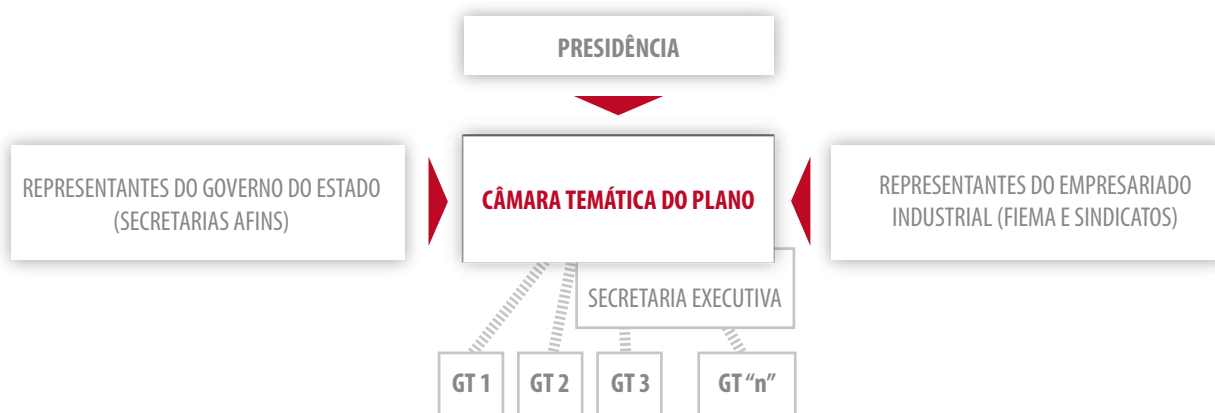 PRESIDÊNCIA
REPRESENTANTES DO GOVERNO DO ESTADO
(SECRETARIAS AFINS)
CÂMARA TEMÁTICA DO PLANO
REPRESENTANTES DO EMPRESARIADO
INDUSTRIAL (FIEMA E SINDICATOS)
SECRETARIA EXECUTIVA
GT 1
GT 2
GT 3
GT “n”